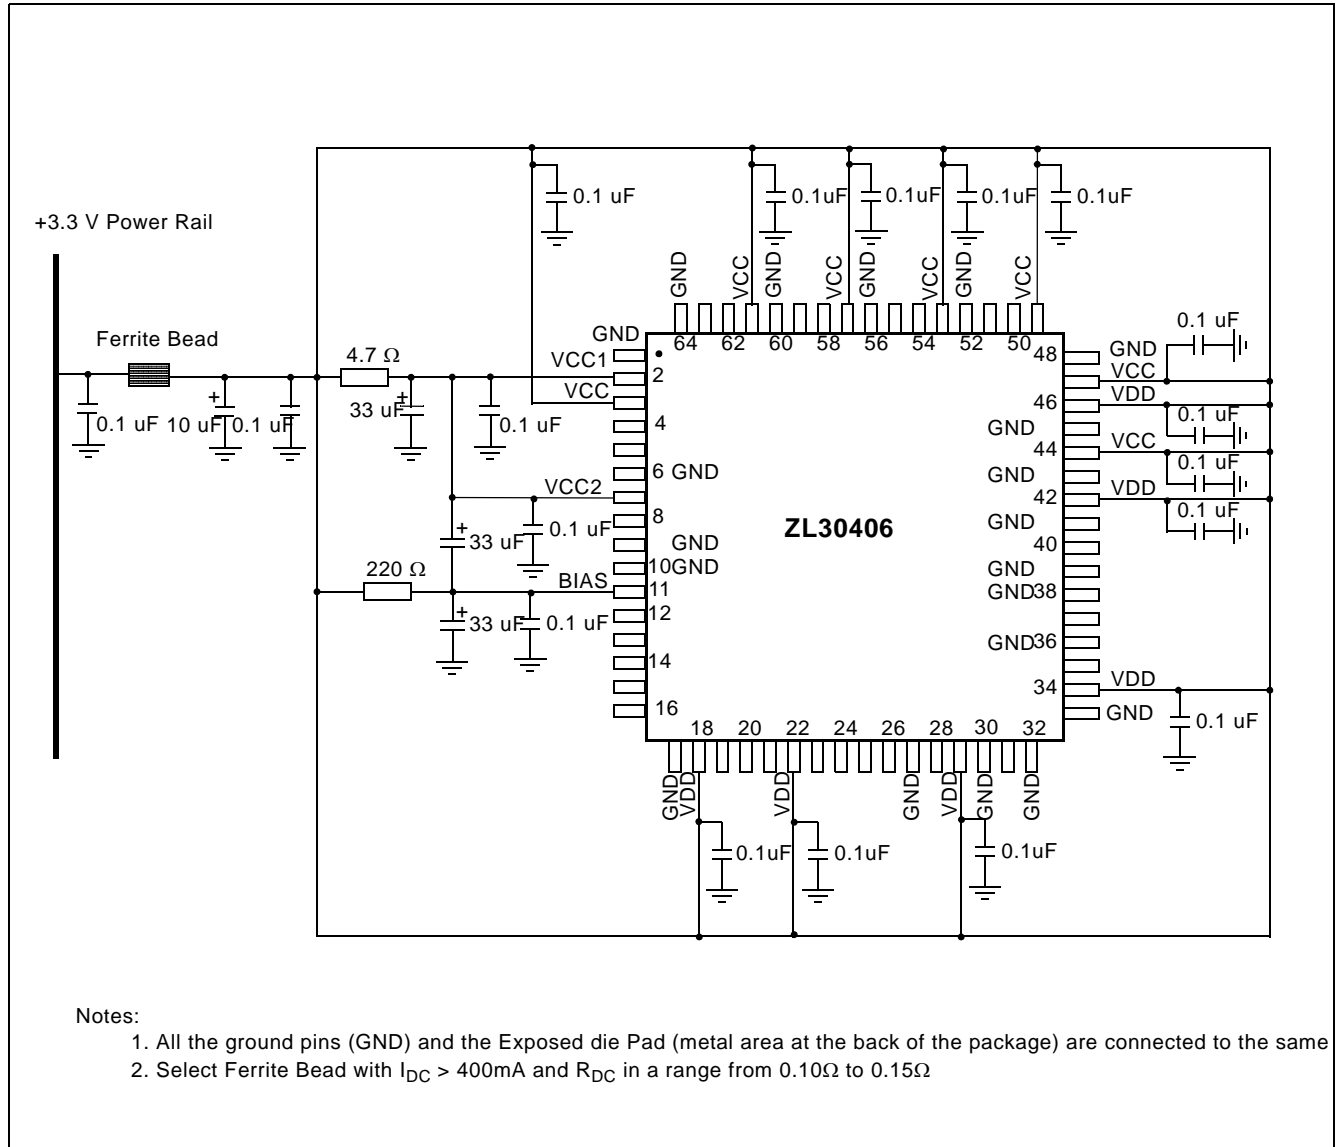 0.1 uF
0.1uF
0.1uF
0.1uF
0.1uF
+3.3 V Power Rail
GND
VCC
GND
VCC
GND
VCC
GND
VCC
Ferrite Bead
0.1 uF
10 uF
+
0.1 uF
4.7 Ω
33 uF
+
0.1 uF
GND
VCC1
VCC
VCC2
0.1 uF
+
33 uF
220 Ω
BIAS
+
33 uF
0.1 uF
64
62
60
58
56
54
52
50
2
4
6 GND
8
GND
10GND
11
12
14
16
ZL30406
48
46
GND
44
GND
42
GND
40
GND
GND38
GND36
34
GND
VCC
0.1 uF
VDD
0.1 uF
VCC
0.1 uF
VDD
0.1 uF
VDD
GND
0.1 uF
18
20
22
24
26
28
30
32
GND
VDD
VDD
GND
VDD
GND
GND
0.1uF
0.1uF
0.1uF
Notes:
1. All the ground pins (GND) and the Exposed die Pad (metal area at the back of the package) are connected to the same
2. Select Ferrite Bead with IDC > 400mA and RDC in a range from 0.10Ω to 0.15Ω